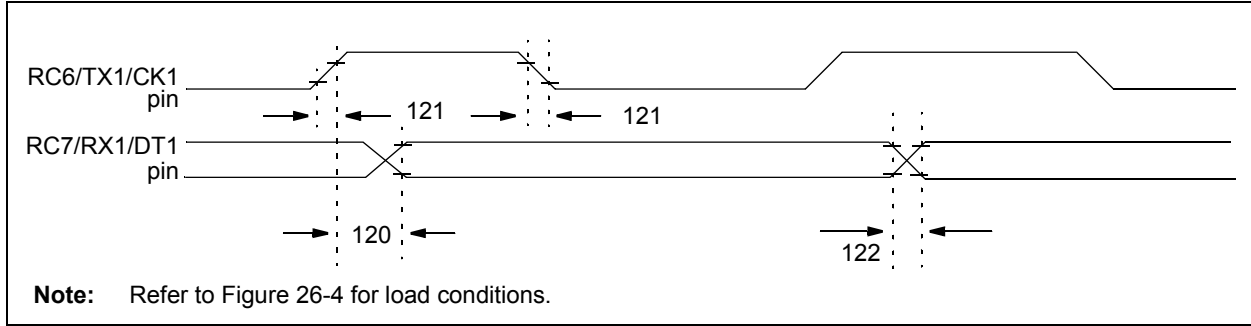 RC6/TX1/CK1
pin
121
121
RC7/RX1/DT1
pin
120
122
Note: Refer to Figure 26-4 for load conditions.